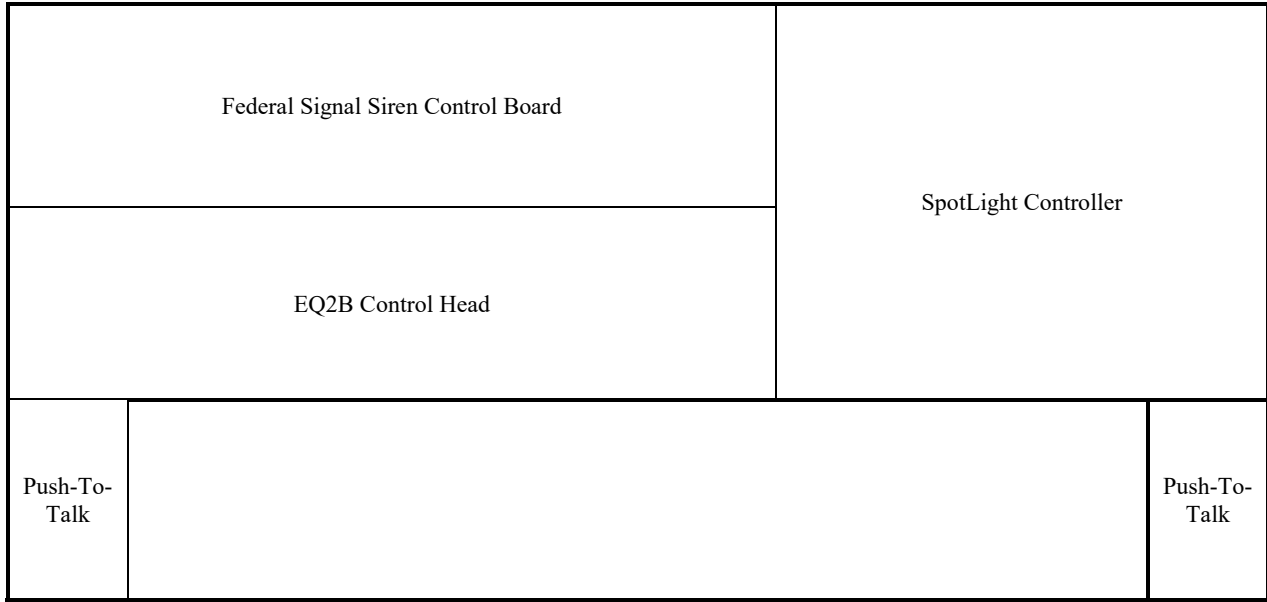 Federal Signal Siren Control Board
SpotLight Controller
EQ2B Control Head
Push-To-
Talk
Push-To-
Talk